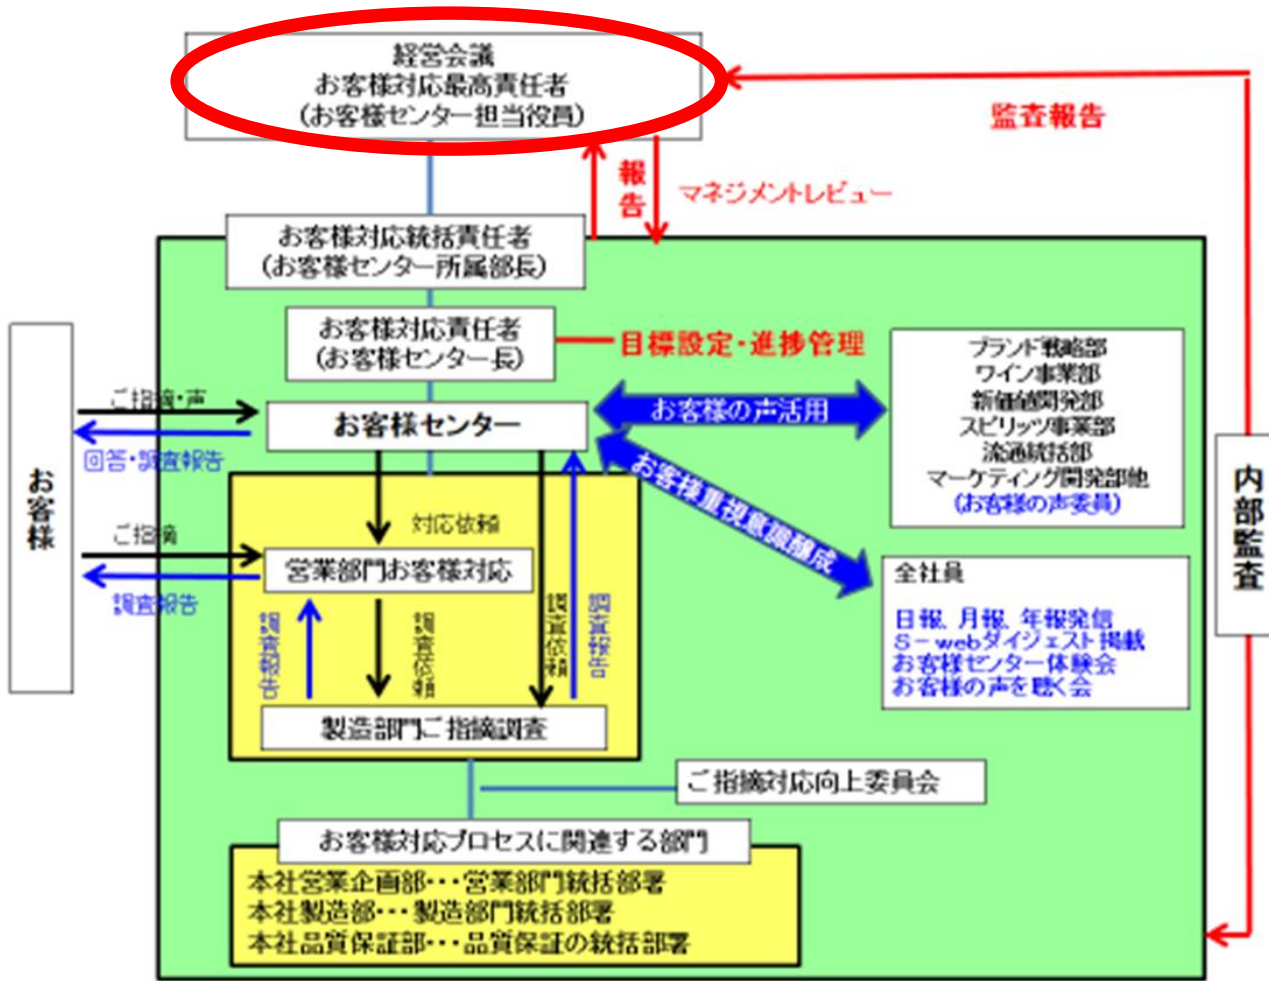 経営会議
お客様対応最高責任者
(お客様センター担当役員)
監査報告
報告
マネジメントレビュー
お客様対応統括責任者
(お客様センター所属部長)
お客様対応責任者
(お客様センター長)
目標設定・進捗管理
ブランド戦略部
ワイン事業部
新価値開発部
スピリッツ事業部
流通統括部
マーケティング開発部他
(お客様の声委員)
ご指摘・声
お客様センター
お客様の声活用
回答・調査報告
お客様重視意識醸成
お客様
内部監査
対応依頼
ご指摘
営業部門お客様対応
調査報告
全社員
日報、月報、年報発信
S-webダイジェスト掲載
お客様センター体験会
お客様の声を聴く会
調査報告
調査依頼
調査依頼
調査報告
製造部門ご指摘調査
ご指摘対応向上委員会
お客様対応プロセスに関連する部門
本社営業企画部・・・営業部門統括部署
本社製造部・・・製造部門統括部署
本社品質保証部・・・品質保証の統括部署